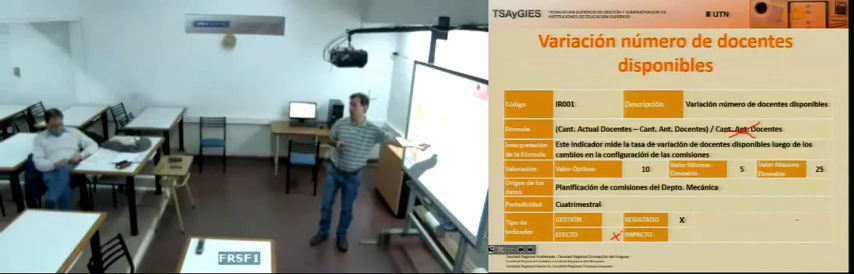 FRSF1
TSAyGIES
TECNICATURA SUPERIOR EN GESTIÓN Y ADMINISTRACIÓN DE
INSTITUCIONES DE EDUCACIÓN SUPERIOR
UTN
Variación número de docentes
disponibles
Código IR001 Descripción Variación número de docentes disponibles
Fórmula (Cant. Actual Docentes – Cant. Ant. Docentes) / Cant. Ant. Docentes
Interpretación de la Fórmula Este indicador mide la tasa de variación de docentes disponibles luego de los
cambios en la configuración de las comisiones
Valoración Valor Óptimo 10 Valor Mínimo Deseable 5 Valor Máximo Deseable 25
Origen de los datos Planificación de comisiones del Depto. Mecánica
Periodicidad Cuatrimestral
Tipo de Indicador GESTIÓN RESULTADO X
EFECTO X IMPACTO